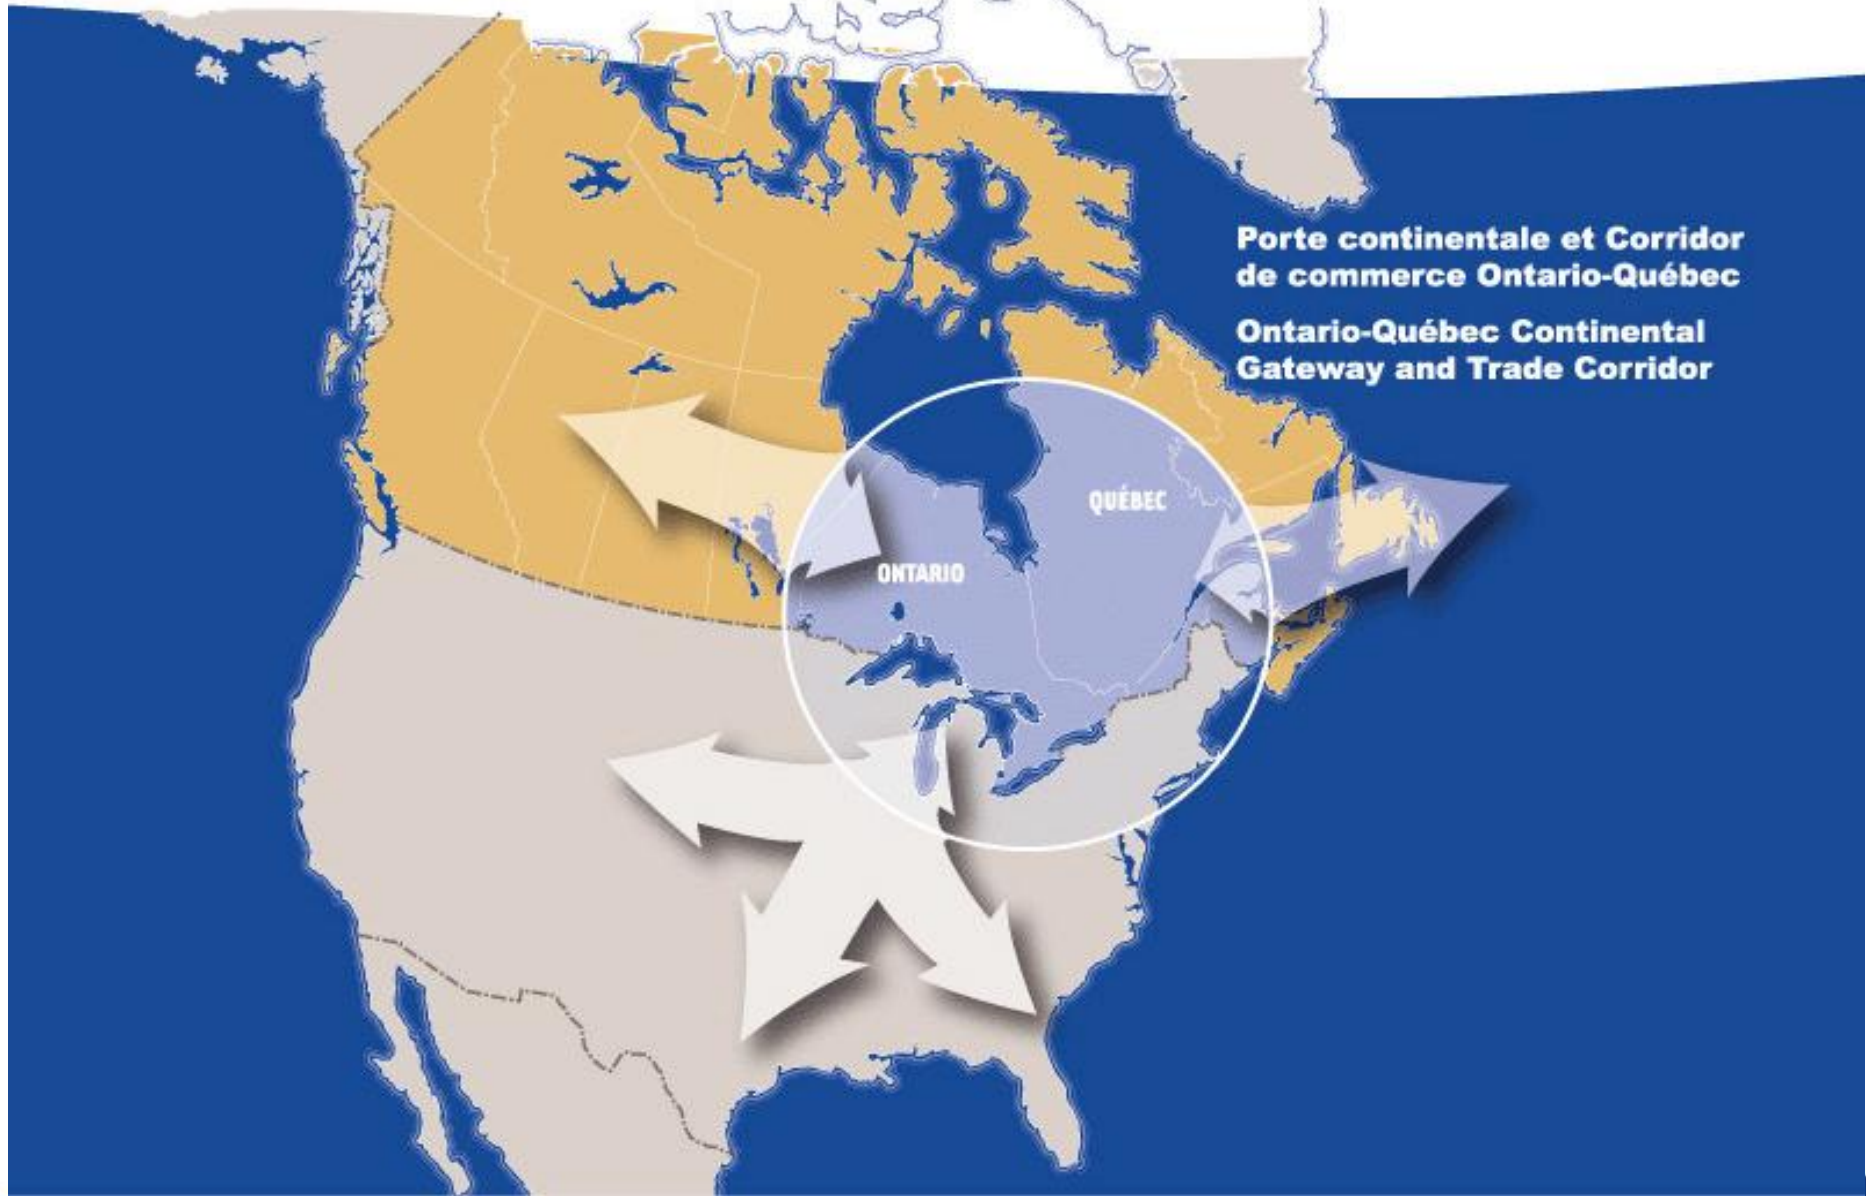 Porte continentale et Corridor
de commerce Ontario-Québec
Ontario-Québec Continental
Gateway and Trade Corridor
QUÉBEC
ONTARIO